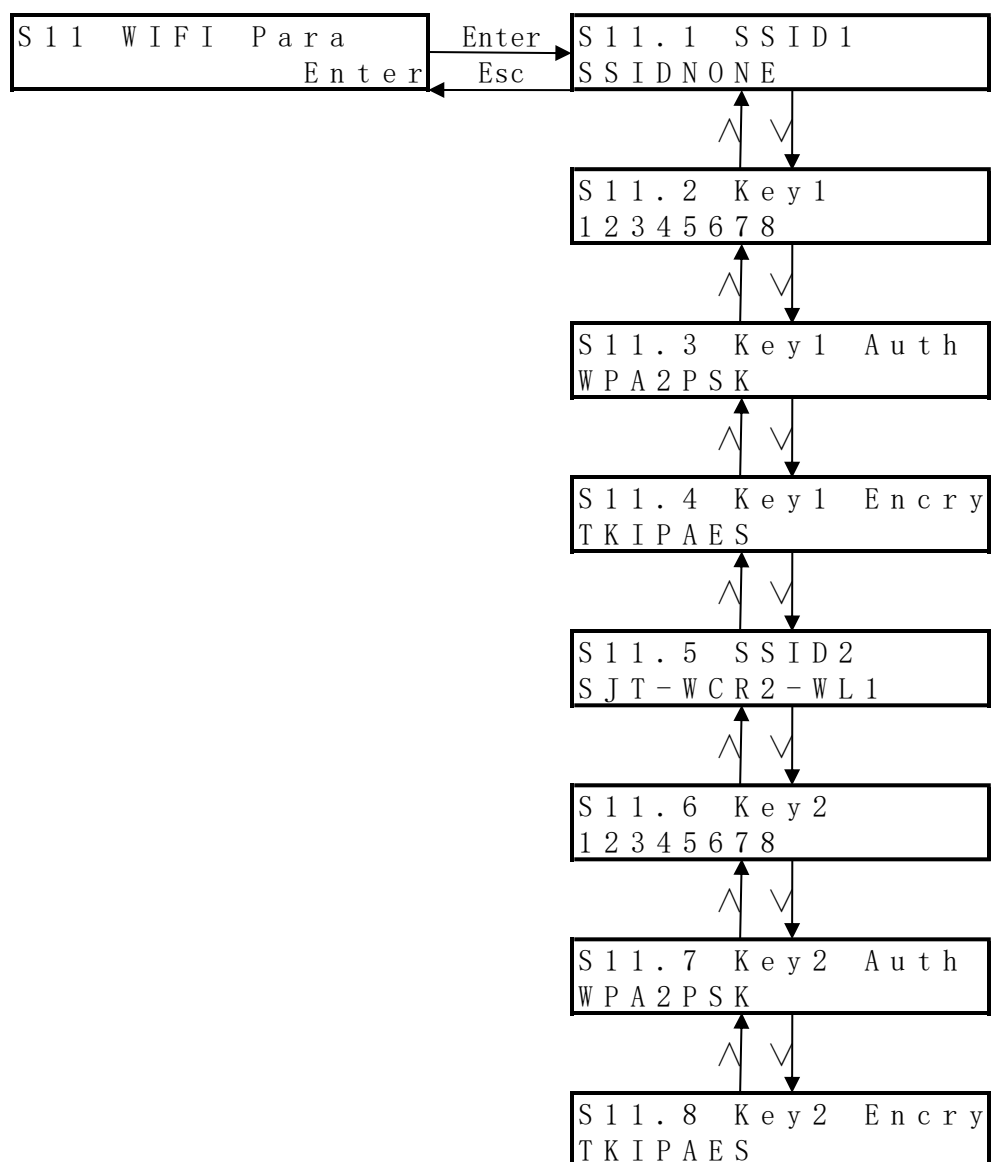 S11 WIFI Para
Enter
Enter
Esc
S11.1 SSID1
SSIDNONE
∧ ∨
S11.2 Key1
12345678
∧ ∨
S11.3 Key1 Auth
WPA2PSK
∧ ∨
S11.4 Key1 Encry
TKIPAES
∧ ∨
S11.5 SSID2
SJT-WCR2-WL1
∧ ∨
S11.6 Key2
12345678
∧ ∨
S11.7 Key2 Auth
WPA2PSK
∧ ∨
S11.8 Key2 Encry
TKIPAES